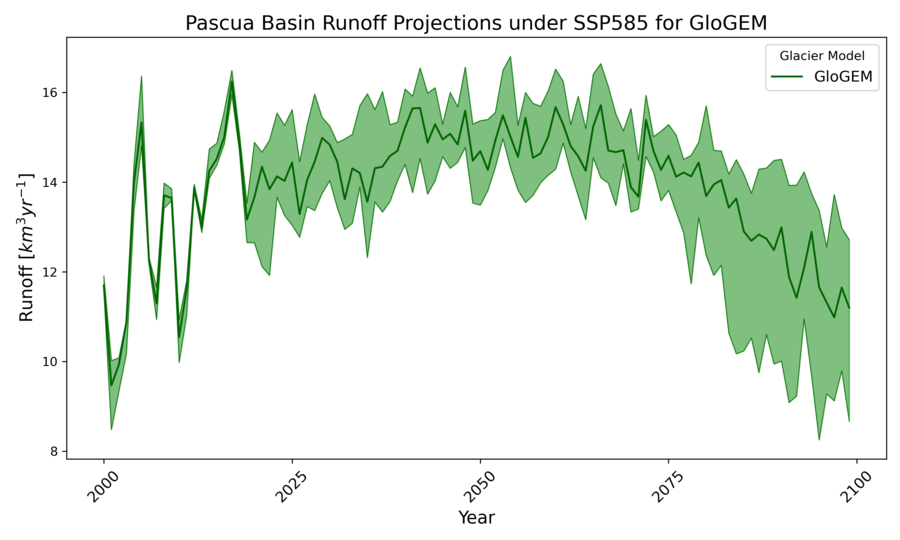 Pascua Basin Runoff Projections under SSP585 for GloGEM
Glacier Model
GloGEM
Runoff [km³yr⁻¹]
16
14
12
10
8
2000
2025
2050
2075
2100
Year